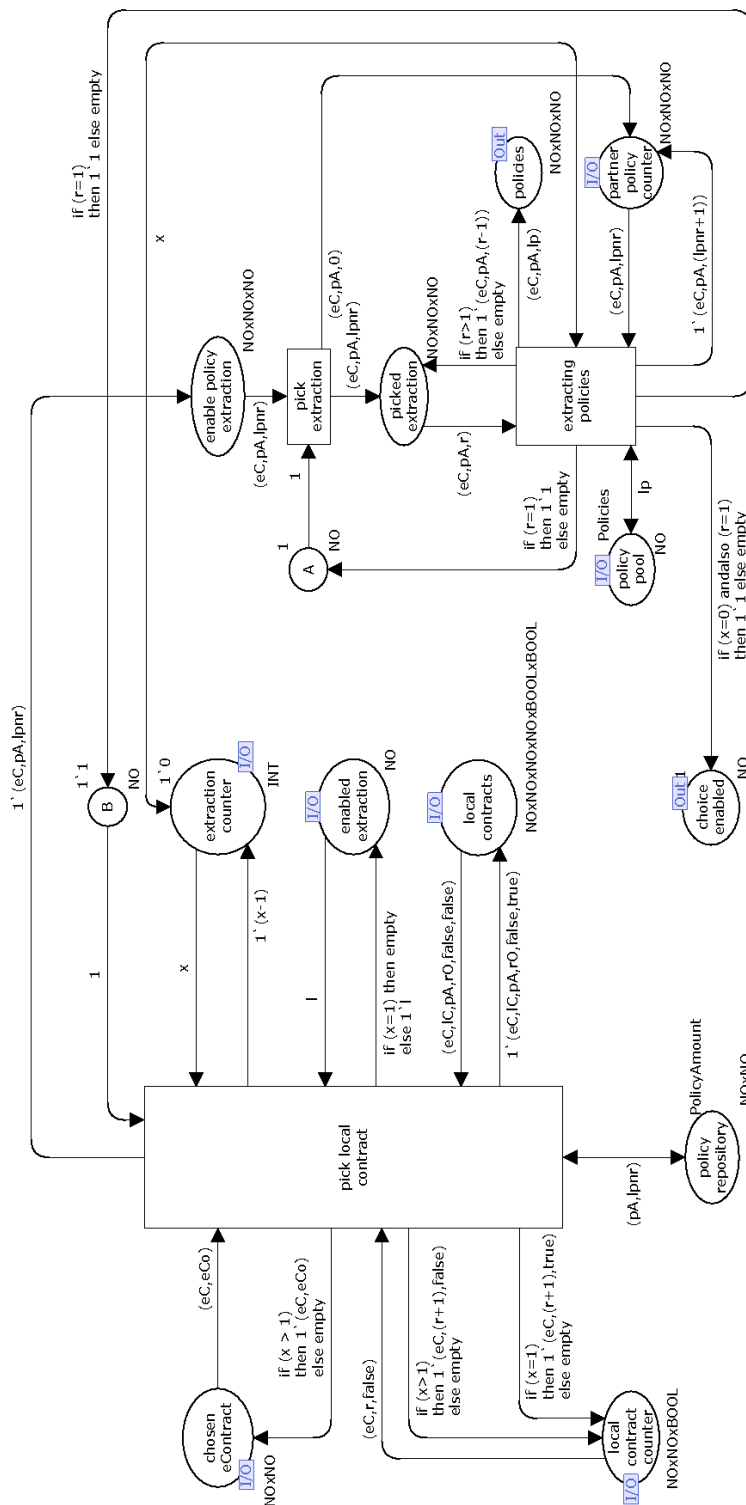 1`(eC,pA,lpnr)
if (r=1)
then 1`1 else empty
1
1`1
B
NO
x
chosen
eContract
I/O
NOxNO
(eC,eCo)
if (x > 1)
then 1`(eC,eCo)
else empty
pick local
contract
x
1`(x-1)
1`0
extraction
counter
I/O
INT
enable policy
extraction
NOxNOxNO
(eC,pA,lpnr)
l
if (x=1) then empty
else 1`l
I/O
enabled
extraction
NO
1
A
NO
1
pick
extraction
(eC,pA,0)
(eC,pA,lpnr)
(eC,r,false)
if (x>1)
then 1`(eC,(r+1),false)
else empty
if (x=1)
then 1`(eC,(r+1),true)
else empty
(eC,lC,pA,rO,false,false)
1`(eC,lC,pA,rO,false,true)
I/O
local
contracts
NOxNOxNOxNOxBOOLxBOOL
picked
extraction
NOxNOxNO
(eC,pA,r)
if (r>1)
then 1`(eC,pA,(r-1))
else empty
if (r=1)
then 1`1
else empty
Out
policies
NOxNOxNO
(eC,pA,lp)
local
contract
counter
I/O
NOxNOxBOOL
(pA,lpnr)
PolicyAmount
policy
repository
NOxNO
Policies
I/O
policy
pool
NO
lp
extracting
policies
(eC,pA,lpnr)
1`(eC,pA,(lpnr+1))
I/O
partner
policy
counter
NOxNOxNO
if (x=0) andalso (r=1)
then 1`1 else empty
Out
1
choice
enabled
NO